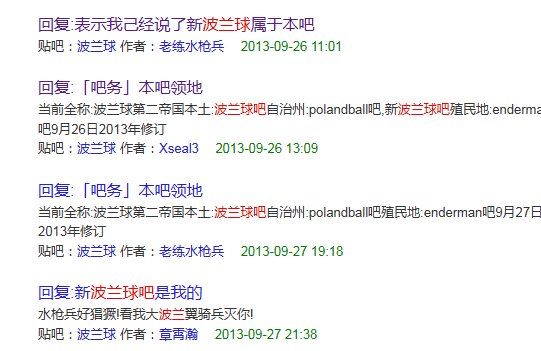 回复:表示我己经说了新波兰球属于本吧
贴吧：波兰球 作者：老练水枪兵 2013-09-26 11:01
回复:「吧务」本吧领地
当前全称:波兰球第二帝国本土:波兰球吧自治州:polandball吧,新波兰球吧殖民地:enderma
吧9月26日2013年修订
贴吧：波兰球 作者：Xseal3 2013-09-26 13:09
回复:「吧务」本吧领地
当前全称:波兰球第二帝国本土:波兰球吧自治州:polandball吧殖民地:enderman吧9月27日
2013年修订
贴吧：波兰球 作者：老练水枪兵 2013-09-27 19:18
回复:新波兰球吧是我的
水枪兵好猖獗!看我大波兰翼骑兵灭你!
贴吧：波兰球 作者：章霄瀚 2013-09-27 21:38